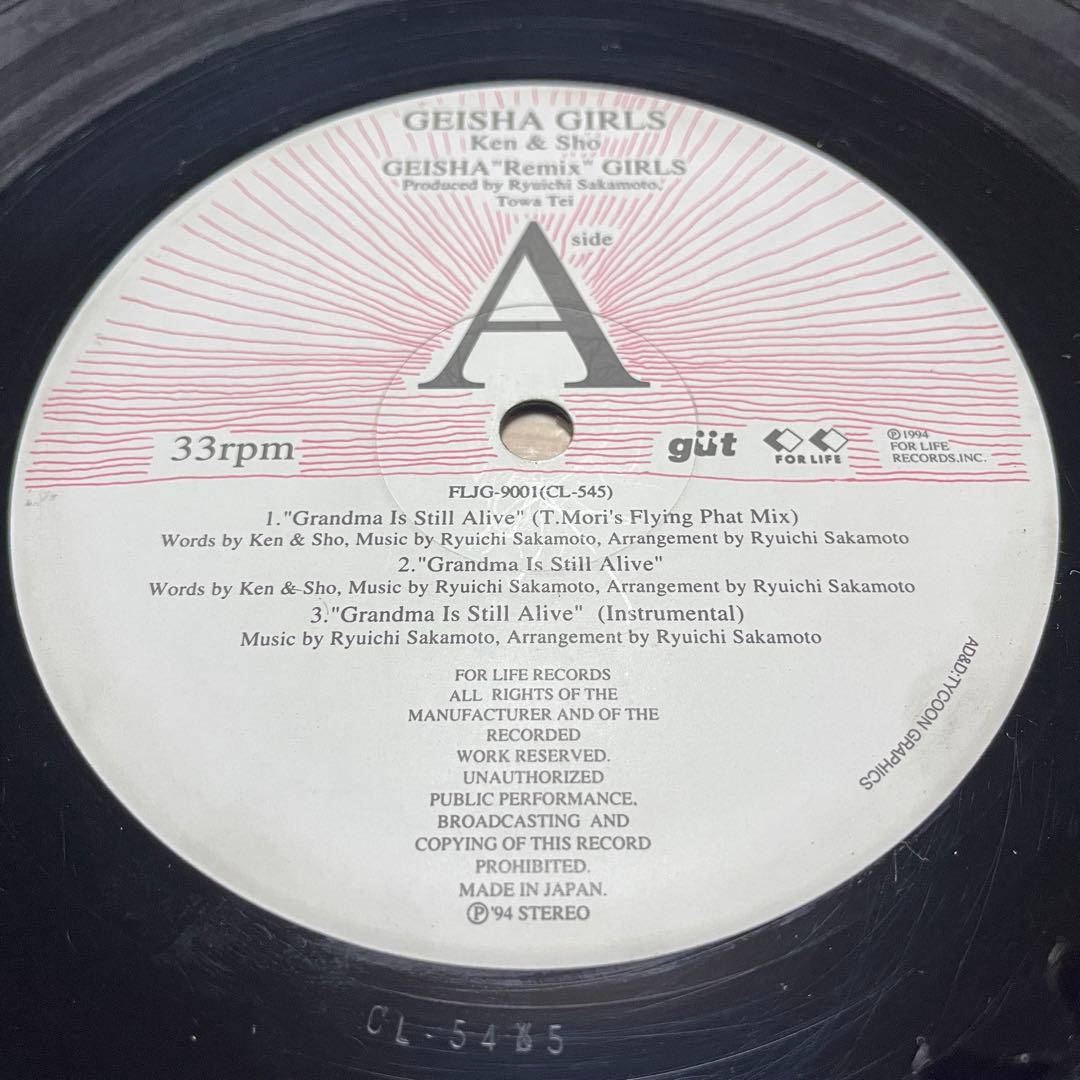 GEISHA GIRLS
Ken & Sho
GEISHA"Remix" GIRLS
Produced by Ryuichi Sakamoto,
Towa Tei
A side
33rpm
güt
FOR LIFE
Ⓟ1994
FOR LIFE
RECORDS.INC.
FLJG-9001(CL-545)
1."Grandma Is Still Alive" (T.Mori's Flying Phat Mix)
Words by Ken & Sho, Music by Ryuichi Sakamoto, Arrangement by Ryuichi Sakamoto
2."Grandma Is Still Alive"
Words by Ken & Sho, Music by Ryuichi Sakamoto, Arrangement by Ryuichi Sakamoto
3."Grandma Is Still Alive" (Instrumental)
Music by Ryuichi Sakamoto, Arrangement by Ryuichi Sakamoto
AD&D:TYCOON GRAPHICS
FOR LIFE RECORDS
ALL RIGHTS OF THE
MANUFACTURER AND OF THE
RECORDED
WORK RESERVED.
UNAUTHORIZED
PUBLIC PERFORMANCE,
BROADCASTING AND
COPYING OF THIS RECORD
PROHIBITED.
MADE IN JAPAN.
Ⓟ'94 STEREO